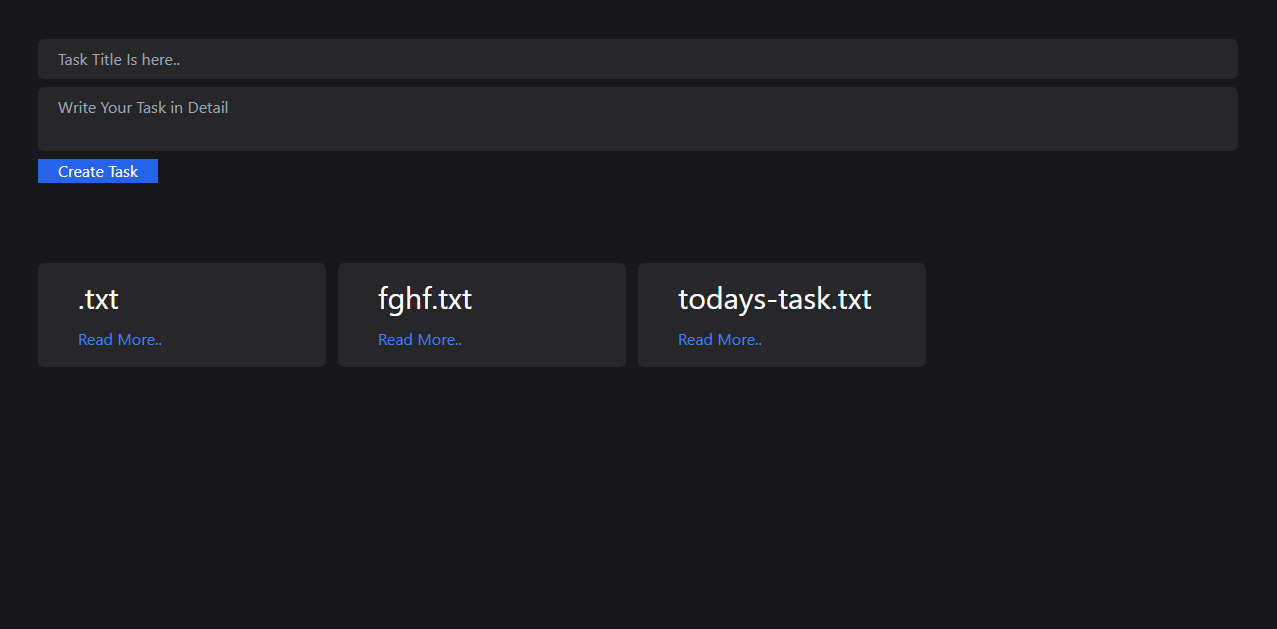 Task Title Is here..
Write Your Task in Detail
Create Task
.txt
Read More..
fghf.txt
Read More..
todays-task.txt
Read More..